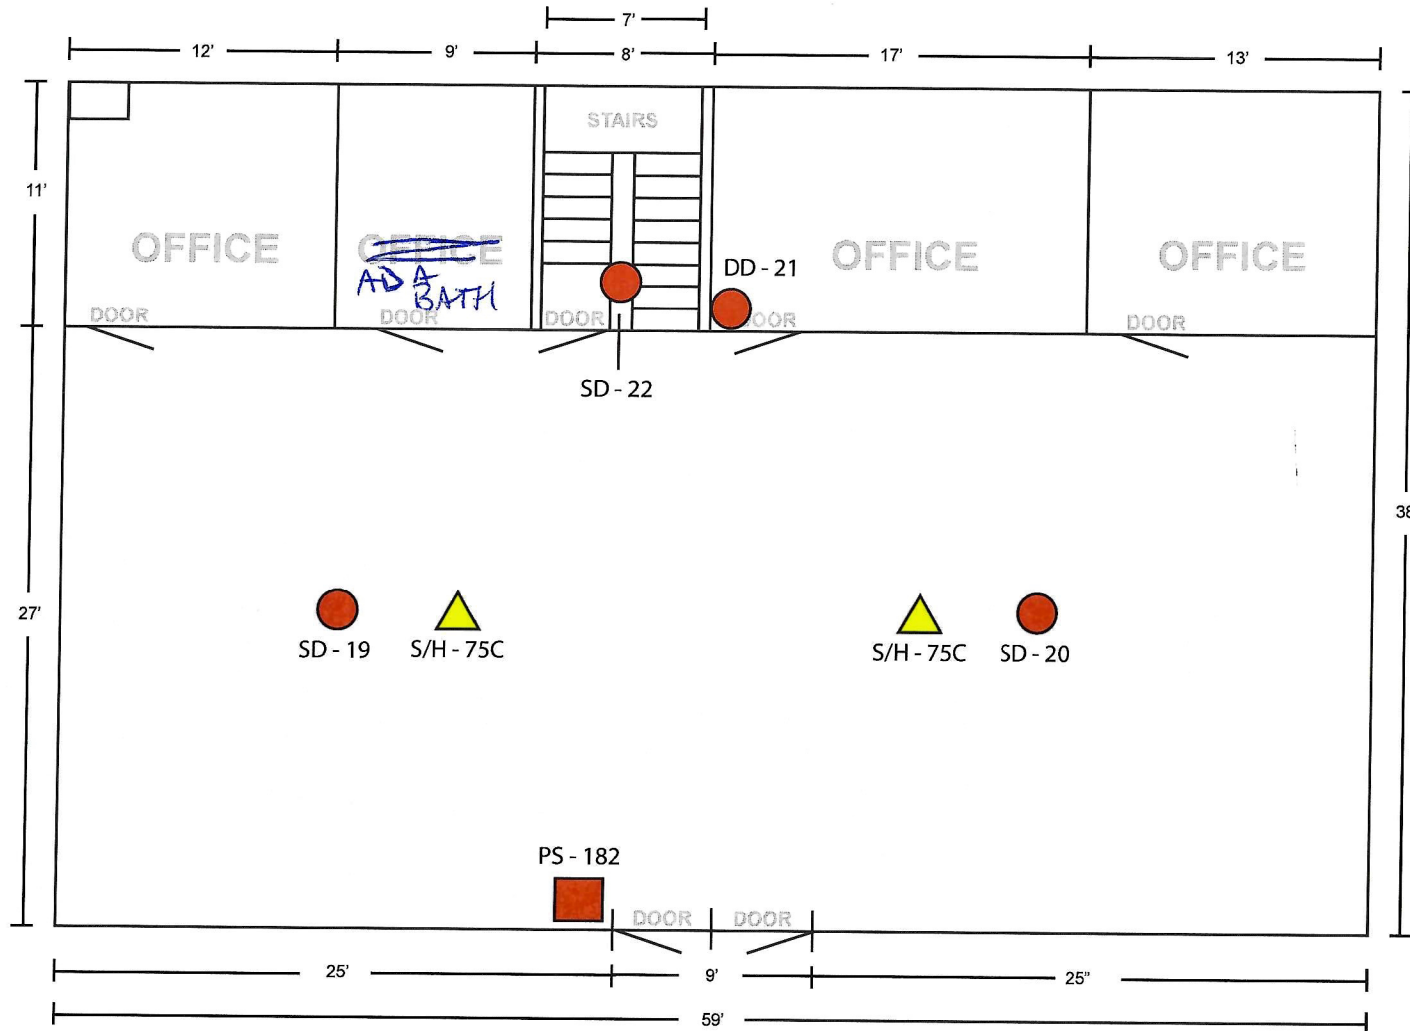 7'
12' 9' 8' 17' 13'
STAIRS
11'
OFFICE OFFICE OFFICE OFFICE
ADA
BATH
DD - 21
DOOR DOOR DOOR DOOR DOOR
SD - 22
38
27'
SD - 19 S/H - 75C S/H - 75C SD - 20
PS - 182
DOOR DOOR
25' 9' 25"
59'